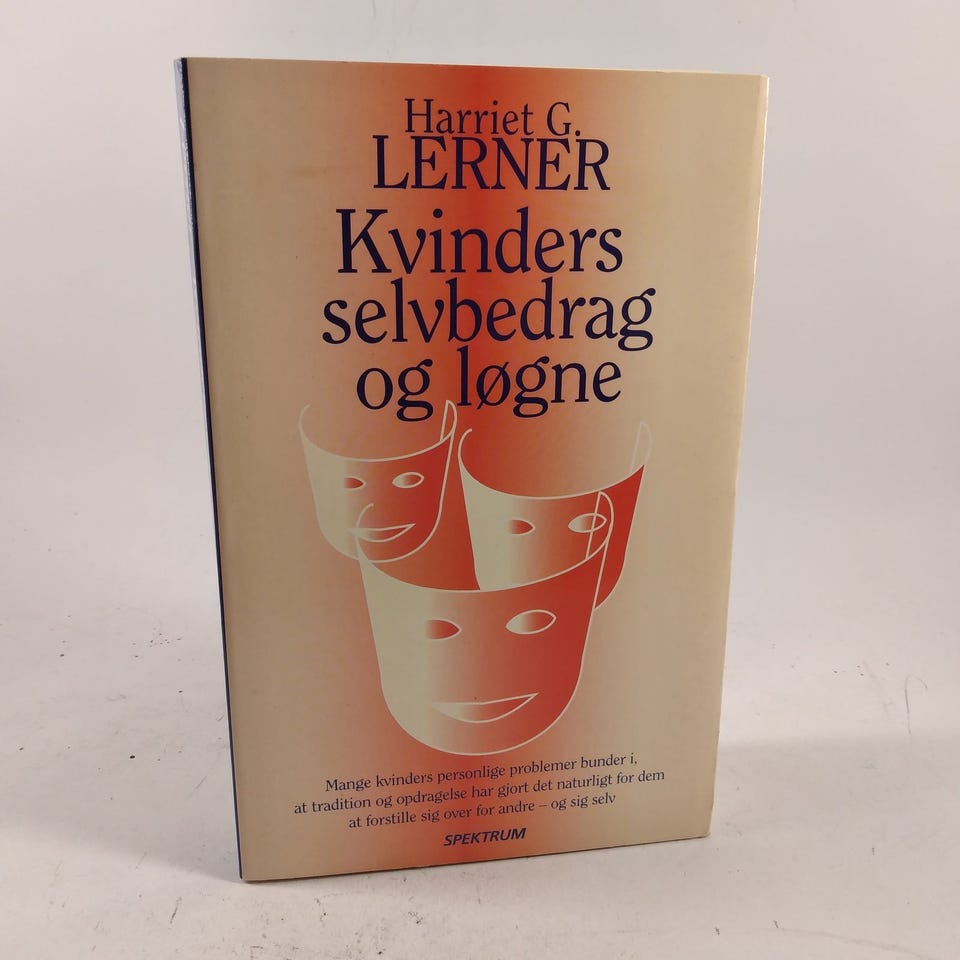 Harriet G.
LERNER
Kvinders
selvbedrag
og løgne
Mange kvinders personlige problemer bunder i,
at tradition og opdragelse har gjort det naturligt for dem
at forstille sig over for andre – og sig selv
SPEKTRUM